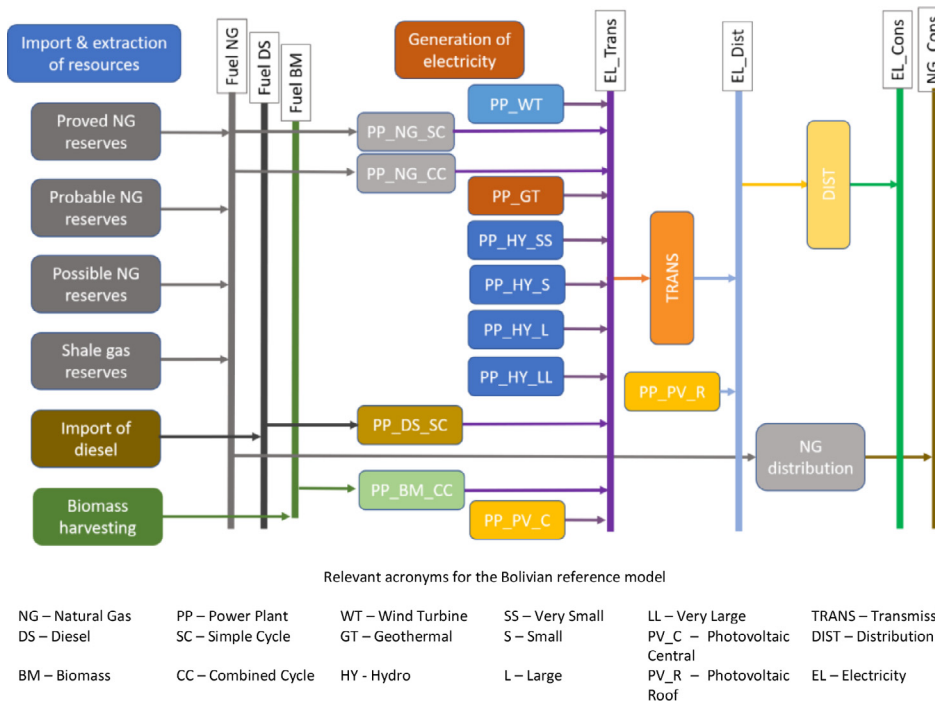 Import & extraction
of resources
Fuel NG
Fuel DS
Fuel BM
Generation of
electricity
EL_Trans
EL_Dist
EL_Cons
NG_Cons
Proved NG
reserves
Probable NG
reserves
Possible NG
reserves
Shale gas
reserves
Import of
diesel
Biomass
harvesting
PP_WT
PP_NG_SC
PP_NG_CC
PP_GT
PP_HY_SS
PP_HY_S
PP_HY_L
PP_HY_LL
PP_DS_SC
PP_BM_CC
PP_PV_C
TRANS
PP_PV_R
DIST
NG
distribution
Relevant acronyms for the Bolivian reference model
NG – Natural Gas PP – Power Plant WT – Wind Turbine SS – Very Small LL – Very Large TRANS – Transmiss
DS – Diesel SC – Simple Cycle GT – Geothermal S – Small PV_C – Photovoltaic DIST – Distribution
Central
BM – Biomass CC – Combined Cycle HY - Hydro L – Large PV_R – Photovoltaic EL – Electricity
Roof